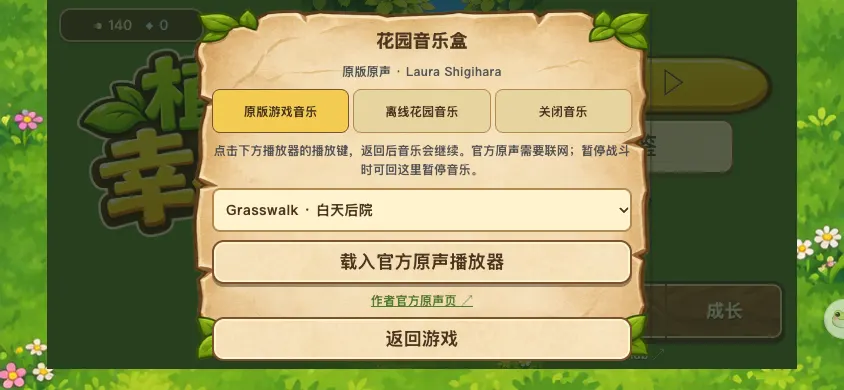 140 0
花园音乐盒
原版原声 · Laura Shigihara
原版游戏音乐 离线花园音乐 关闭音乐
点击下方播放器的播放键，返回后音乐会继续。官方原声需要联网；暂停战斗
时可回这里暂停音乐。
Grasswalk · 白天后院
载入官方原声播放器
作者官方原声页 ↗
返回游戏
植
幸
鉴
成长